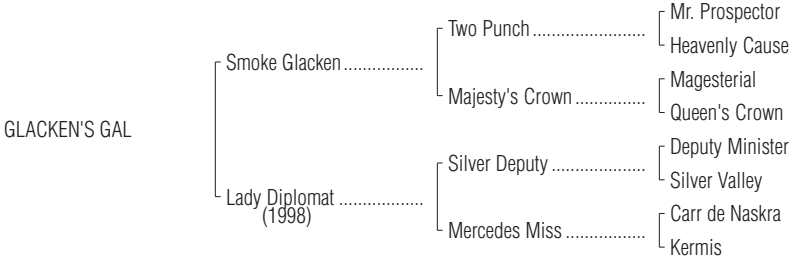 Mr. Prospector
Two Punch ........................
Heavenly Cause
Smoke Glacken .................
Magesterial
Majesty's Crown ...............
Queen's Crown
GLACKEN'S GAL
Deputy Minister
Silver Deputy ....................
Silver Valley
Lady Diplomat ..................
(1998)
Carr de Naskra
Mercedes Miss .................
Kermis